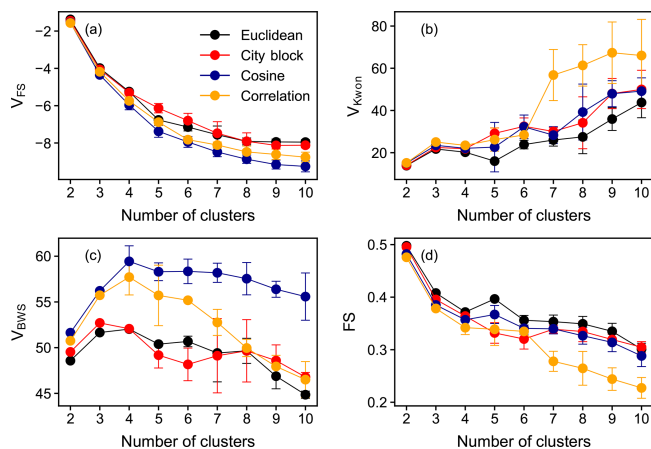 (a)
Euclidean
City block
Cosine
Correlation
V_FS
−2
−4
−6
−8
2 3 4 5 6 7 8 9 10
Number of clusters
(b)
V_Kwon
80
60
40
20
2 3 4 5 6 7 8 9 10
Number of clusters
(c)
V_BWS
60
55
50
45
2 3 4 5 6 7 8 9 10
Number of clusters
(d)
FS
0.5
0.4
0.3
0.2
2 3 4 5 6 7 8 9 10
Number of clusters